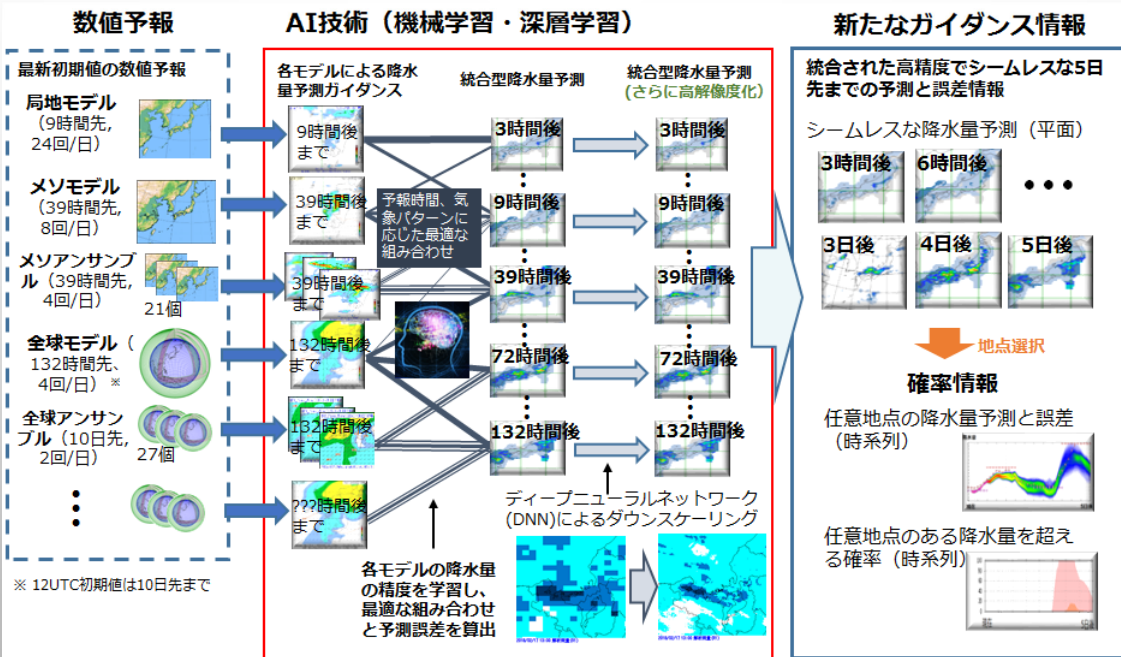 数値予報
AI技術（機械学習・深層学習）
新たなガイダンス情報
最新初期値の数値予報
局地モデル
（9時間先,
24回/日）
メソモデル
（39時間先,
8回/日）
メソアンサンブ
ル（39時間先,
4回/日）
21個
全球モデル（
132時間先、
4回/日）※
全球アンサン
ブル（10日先,
2回/日）
27個
※ 12UTC初期値は10日先まで
各モデルによる降水
量予測ガイダンス
9時間後
まで
39時間後
まで
39時間後
まで
132時間後
まで
132時間後
まで
???時間後
まで
予報時間、気
象パターンに
応じた最適な
組み合わせ
各モデルの降水量
の精度を学習し、
最適な組み合わせ
と予測誤差を算出
統合型降水量予測
3時間後
9時間後
39時間後
72時間後
132時間後
統合型降水量予測
(さらに高解像度化)
3時間後
9時間後
39時間後
72時間後
132時間後
ディープニューラルネットワーク
(DNN)によるダウンスケーリング
統合された高精度でシームレスな5日
先までの予測と誤差情報
シームレスな降水量予測（平面）
3時間後
6時間後
3日後
4日後
5日後
地点選択
確率情報
任意地点の降水量予測と誤差
（時系列）
任意地点のある降水量を超え
る確率（時系列）